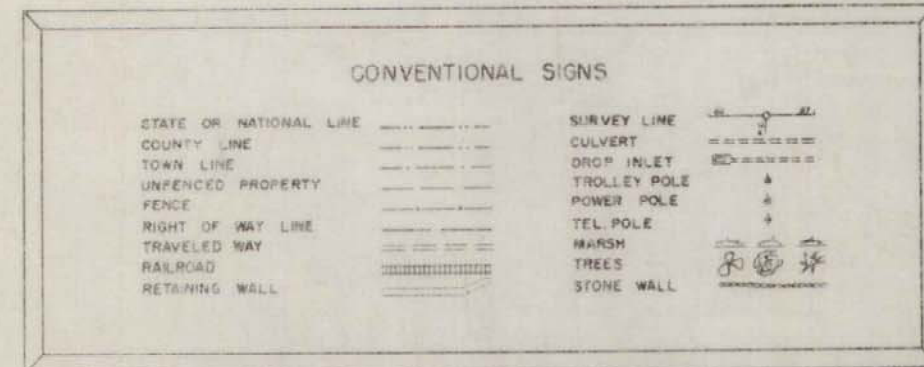 CONVENTIONAL SIGNS
STATE OR NATIONAL LINE
COUNTY LINE
TOWN LINE
UNFENCED PROPERTY
FENCE
RIGHT OF WAY LINE
TRAVELED WAY
RAILROAD
RETAINING WALL
SURVEY LINE
CULVERT
DROP INLET
TROLLEY POLE
POWER POLE
TEL. POLE
MARSH
TREES
STONE WALL